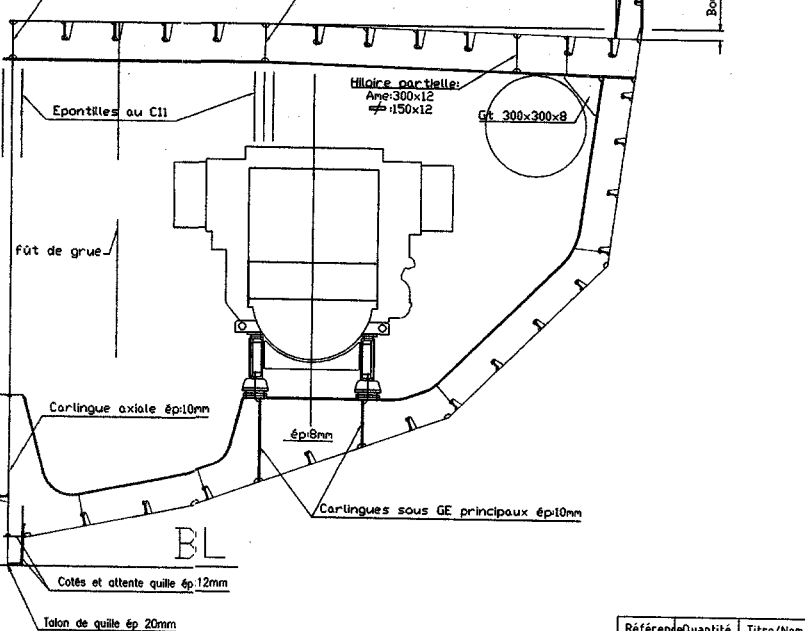 Bo
Hiloire partielle:
Ame:300x12
:150x12
Epontilles au C11
Gt 300x300x8
fût de grue
Carlingue axiale ép:10mm
ép:8mm
Carlingues sous GE principaux ép:10mm
BL
Cotés et attente quille ép:12mm
Talon de quille ép 20mm
Référence Quantité Titre/Nom